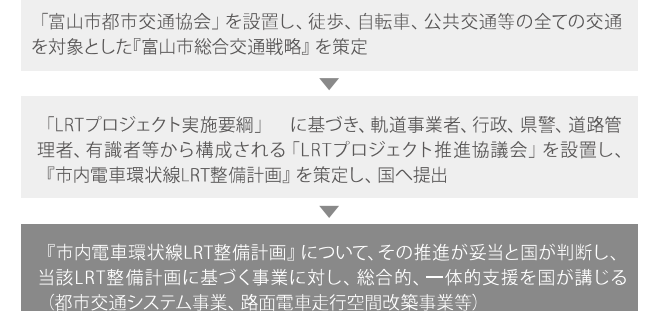 「富山市都市交通協会」を設置し、徒歩、自転車、公共交通等の全ての交通
を対象とした『富山市総合交通戦略』を策定
「LRTプロジェクト実施要綱」　に基づき、軌道事業者、行政、県警、道路管
理者、有識者等から構成される「LRTプロジェクト推進協議会」を設置し、
『市内電車環状線LRT整備計画』を策定し、国へ提出
『市内電車環状線LRT整備計画』について、その推進が妥当と国が判断し、
当該LRT整備計画に基づく事業に対し、総合的、一体的支援を国が講じる
（都市交通システム事業、路面電車走行空間改築事業等）